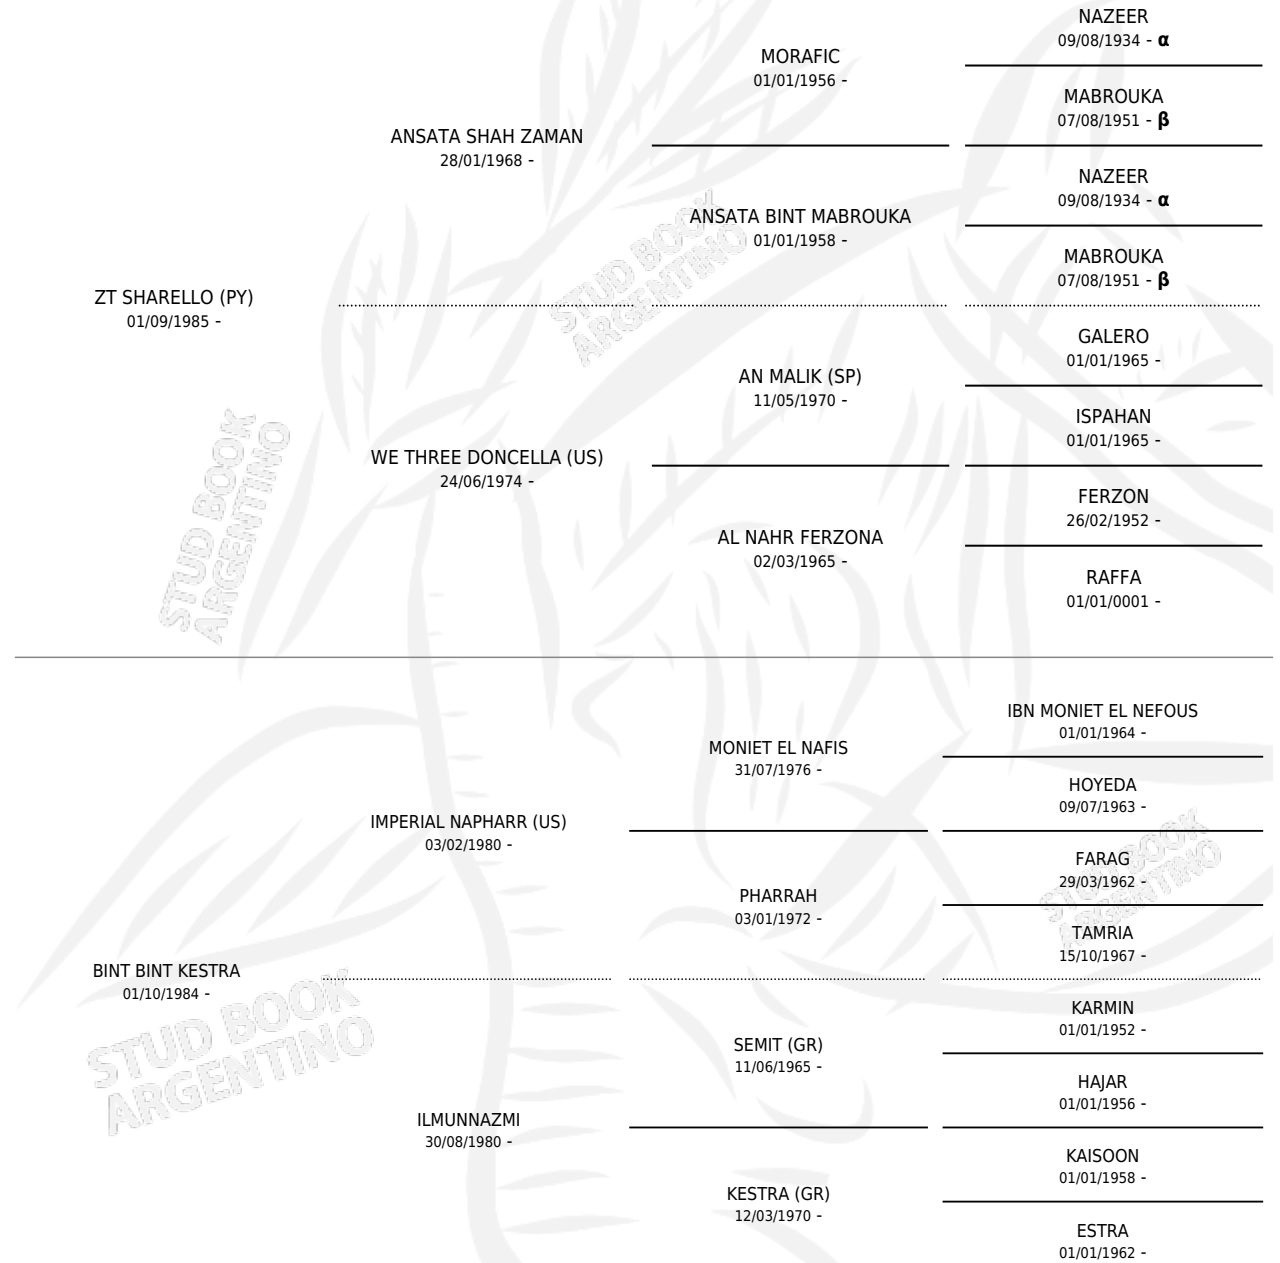 NAZEER
09/08/1934 - α
MORAFIC
01/01/1956 -
MABROUKA
07/08/1951 - β
ANSATA SHAH ZAMAN
28/01/1968 -
NAZEER
09/08/1934 - α
ANSATA BINT MABROUKA
01/01/1958 -
MABROUKA
07/08/1951 - β
ZT SHARELLO (PY)
01/09/1985 -
GALERO
01/01/1965 -
AN MALIK (SP)
11/05/1970 -
ISPAHAN
01/01/1965 -
WE THREE DONCELLA (US)
24/06/1974 -
FERZON
26/02/1952 -
AL NAHR FERZONA
02/03/1965 -
RAFFA
01/01/0001 -
IBN MONIET EL NEFOUS
01/01/1964 -
MONIET EL NAFIS
31/07/1976 -
HOYEDA
09/07/1963 -
IMPERIAL NAPHARR (US)
03/02/1980 -
FARAG
29/03/1962 -
PHARRAH
03/01/1972 -
TAMRIA
15/10/1967 -
BINT BINT KESTRA
01/10/1984 -
KARMIN
01/01/1952 -
SEMIT (GR)
11/06/1965 -
HAJAR
01/01/1956 -
ILMUNNAZMI
30/08/1980 -
KAISOON
01/01/1958 -
KESTRA (GR)
12/03/1970 -
ESTRA
01/01/1962 -
STUD BOOK
ARGENTINO
STUD BOOK
ARGENTINO
STUD BOOK
ARGENTINO
STUD BOOK
ARGENTINO